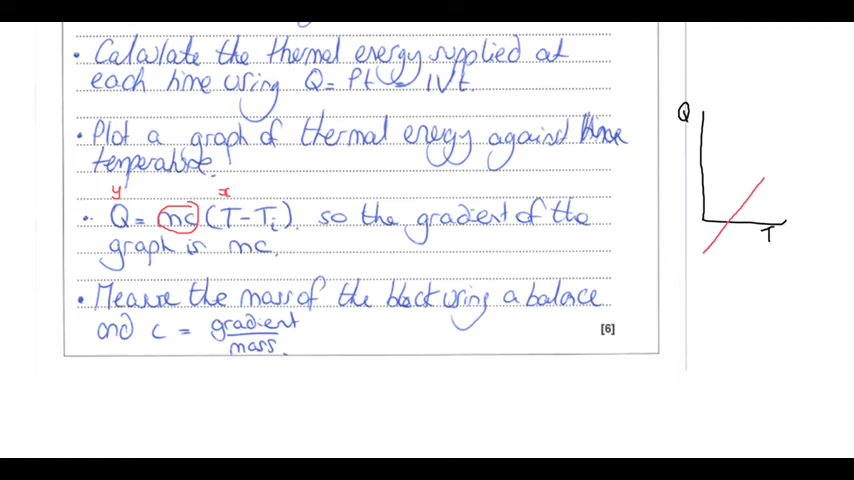 • Calculate the thermal energy supplied at
each time using Q = Pt = IVt.
• Plot a graph of thermal energy against time
temperature.
y x
∴ Q = mc (T - Ti). so the gradient of the
graph is mc.
• Measure the mass of the block using a balance
and c = gradient
mass.
[6]
Q
T